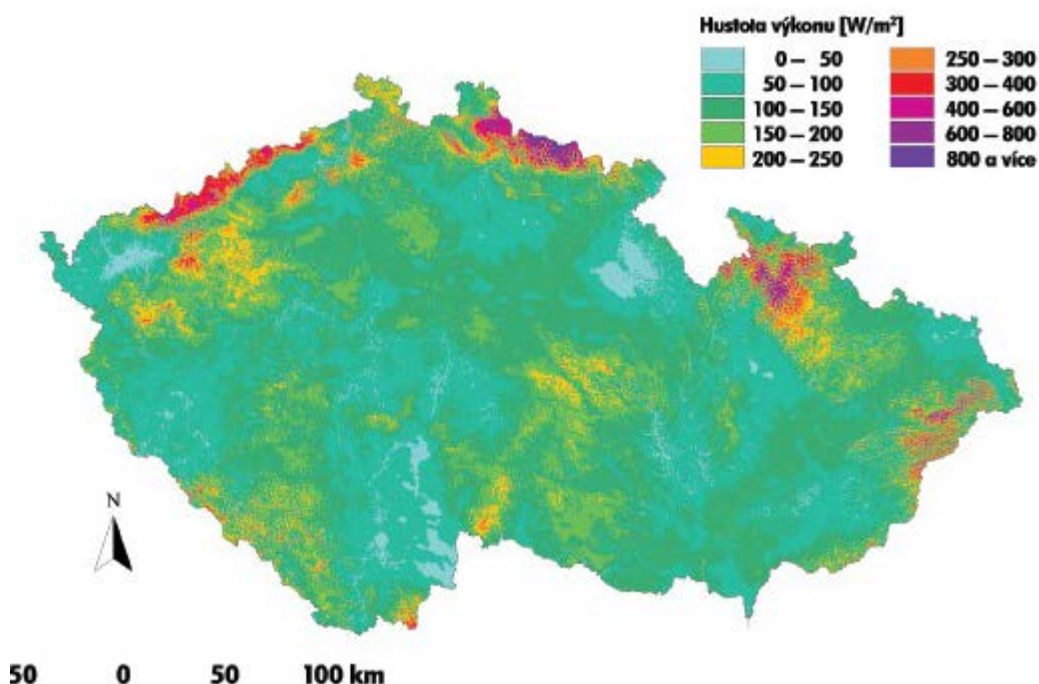 Hustota výkonu [W/m²]
0 – 50
50 – 100
100 – 150
150 – 200
200 – 250
250 – 300
300 – 400
400 – 600
600 – 800
800 a více
N
50 0 50 100 km